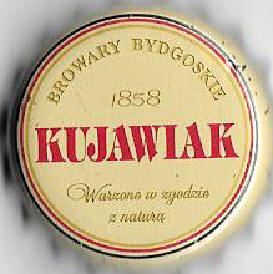 BROWARY BYDGOSKIE
1858
KUJAWIAK
Warzone w zgodzie
z naturą